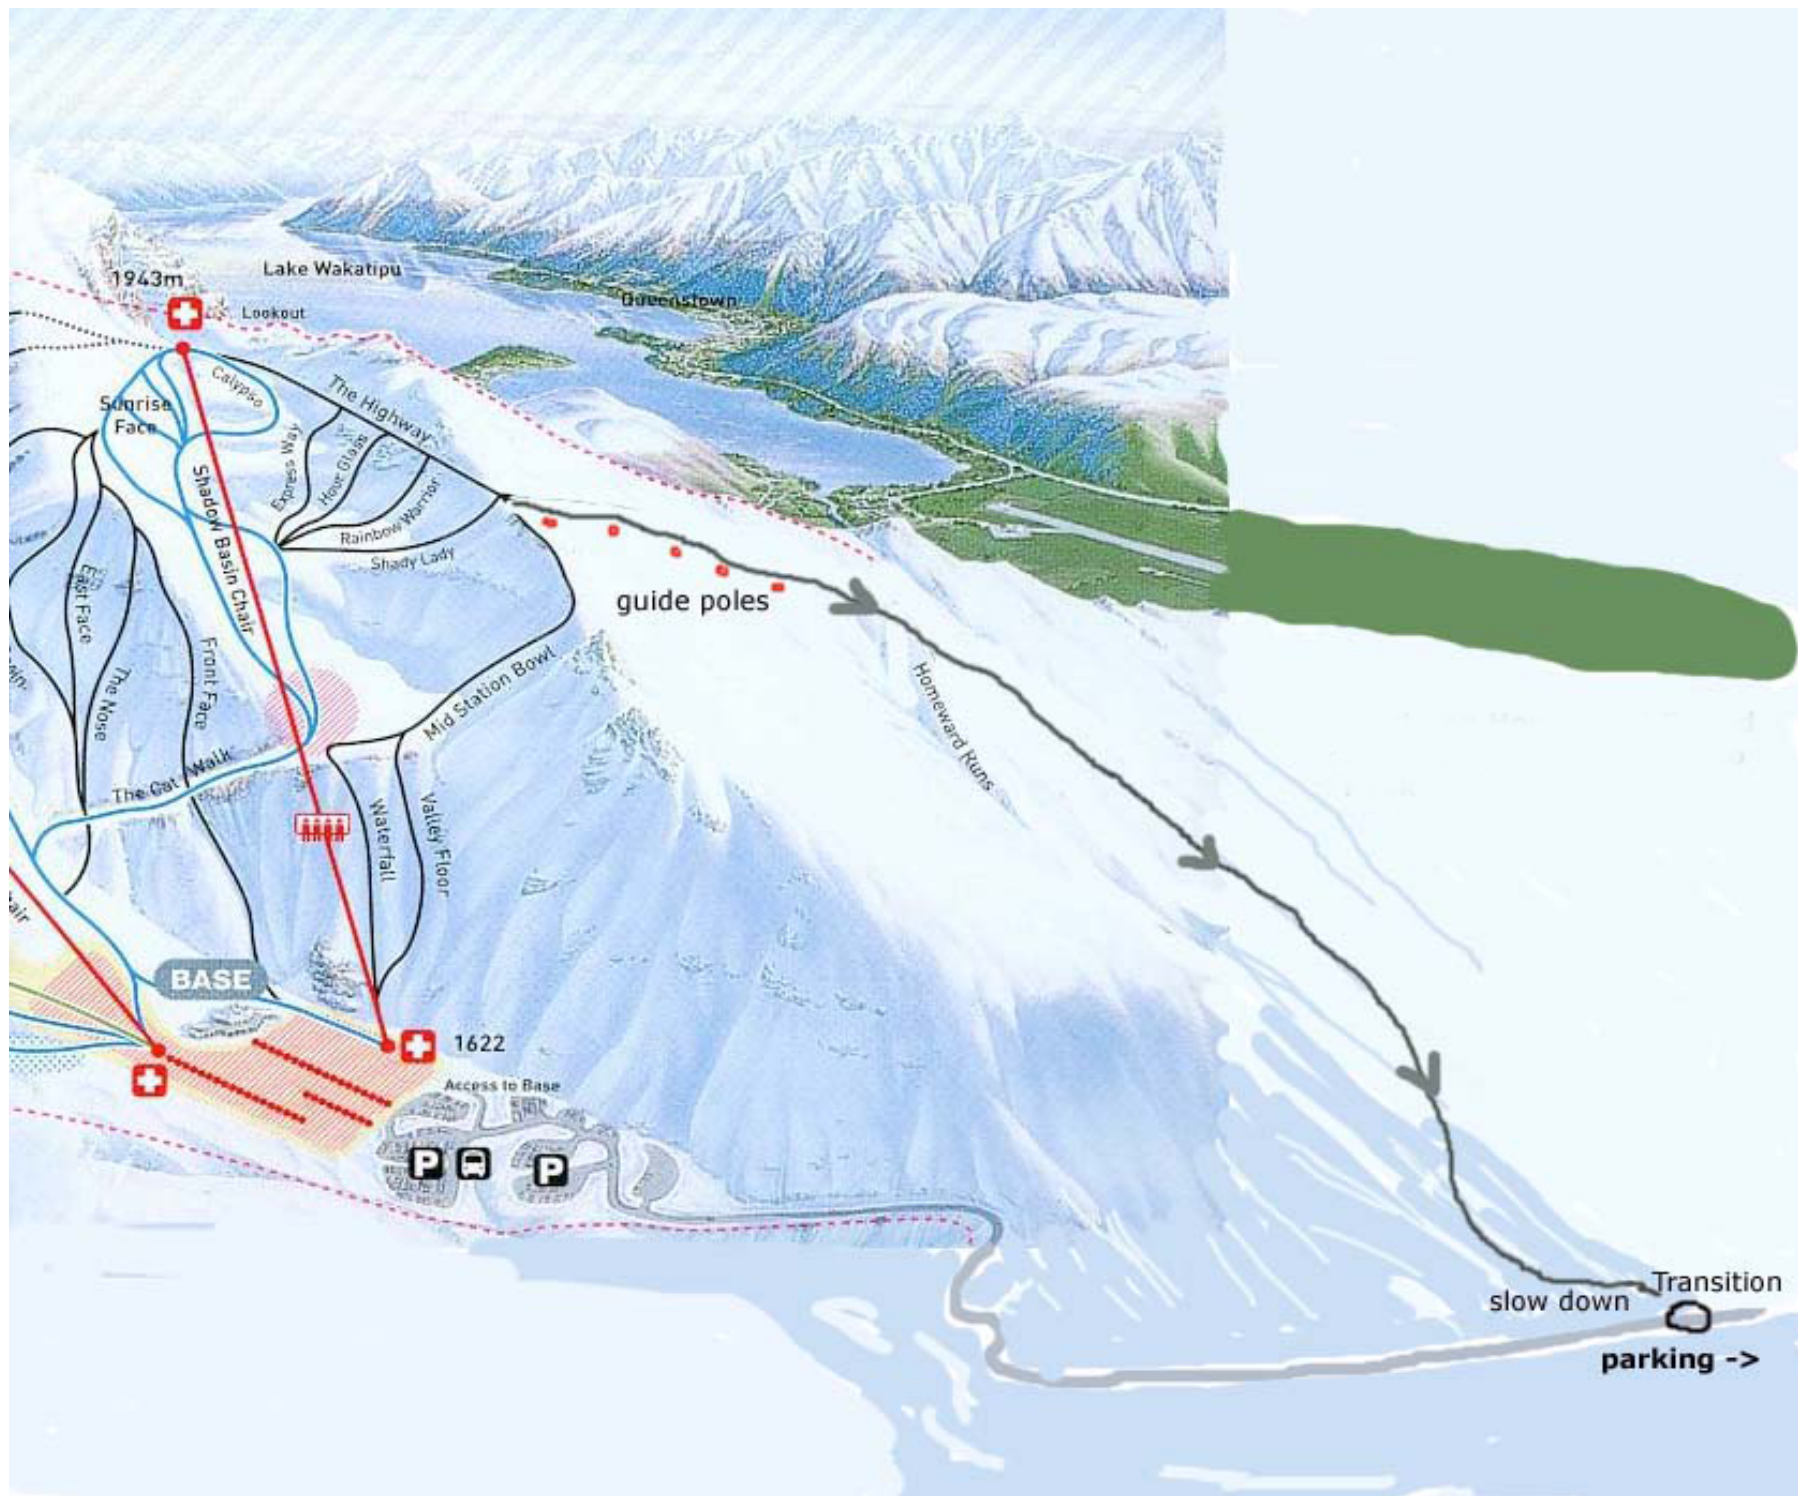 1943m
Lake Wakatipu
Lookout
Queenstown
Calypso
The Highway
Sunrise
Face
Express Way
Hour Glass
Rainbow Warrior
Shady Lady
Shadow Basin Chair
guide poles
East Face
The Nose
Front Face
Mid Station Bowl
Homeward Runs
The Cat Walk
Waterfall
Valley Floor
BASE
1622
Access to Base
P
P
Transition
slow down
parking ->